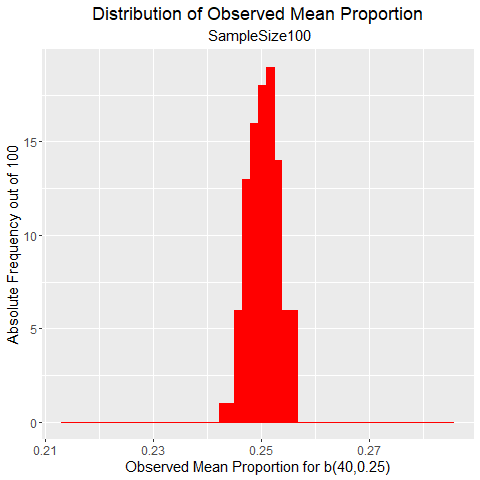 Distribution of Observed Mean Proportion
SampleSize100
Absolute Frequency out of 100
15
10
5
0
0.21
0.23
0.25
0.27
Observed Mean Proportion for b(40,0.25)